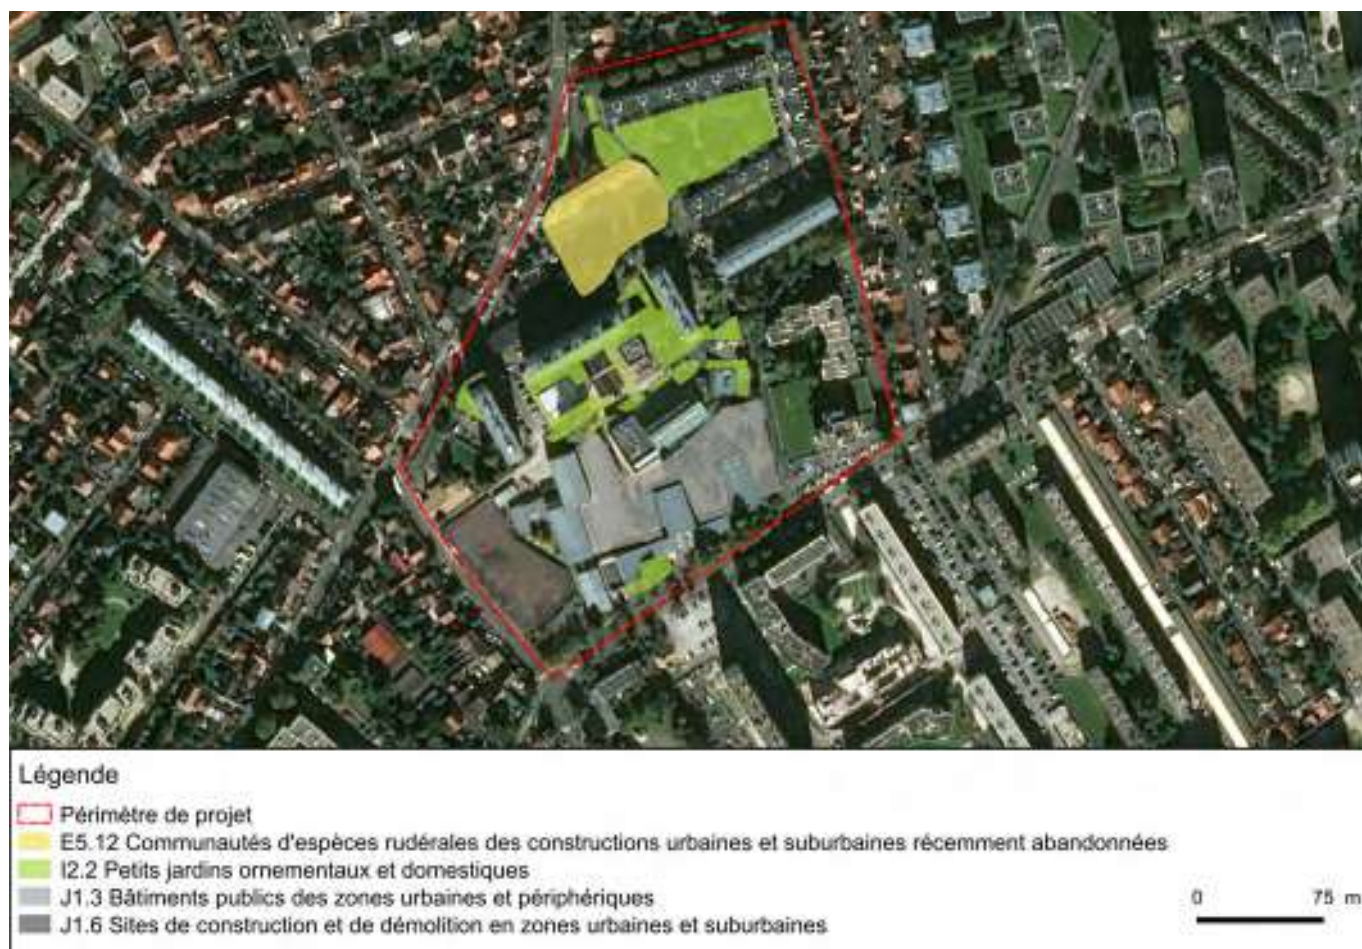 Légende
Périmètre de projet
E5.12 Communautés d'espèces rudérales des constructions urbaines et suburbaines récemment abandonnées
I2.2 Petits jardins ornementaux et domestiques
J1.3 Bâtiments publics des zones urbaines et périphériques
J1.6 Sites de construction et de démolition en zones urbaines et suburbaines
0 75 m